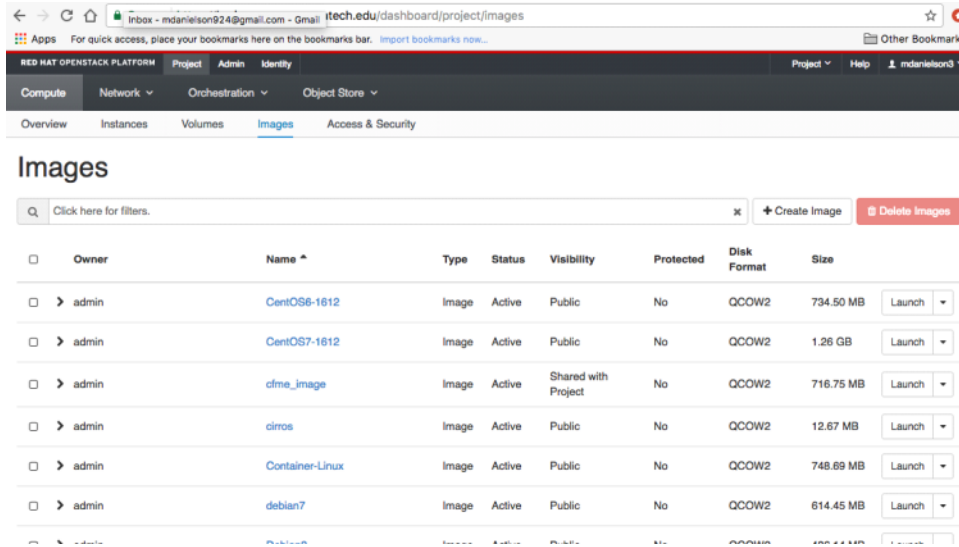 Inbox - mdanielson924@gmail.com - Gmail
tech.edu/dashboard/project/images
Apps For quick access, place your bookmarks here on the bookmarks bar. Import bookmarks now... Other Bookmark
RED HAT OPENSTACK PLATFORM Project Admin Identity Project Help mdanielson3
Compute Network Orchestration Object Store
Overview Instances Volumes Images Access & Security
Images
Click here for filters. + Create Image Delete Images
Owner Name Type Status Visibility Protected Disk Format Size
admin CentOS6-1612 Image Active Public No QCOW2 734.50 MB Launch
admin CentOS7-1612 Image Active Public No QCOW2 1.26 GB Launch
admin cfme_image Image Active Shared with Project No QCOW2 716.75 MB Launch
admin cirros Image Active Public No QCOW2 12.67 MB Launch
admin Container-Linux Image Active Public No QCOW2 748.69 MB Launch
admin debian7 Image Active Public No QCOW2 614.45 MB Launch